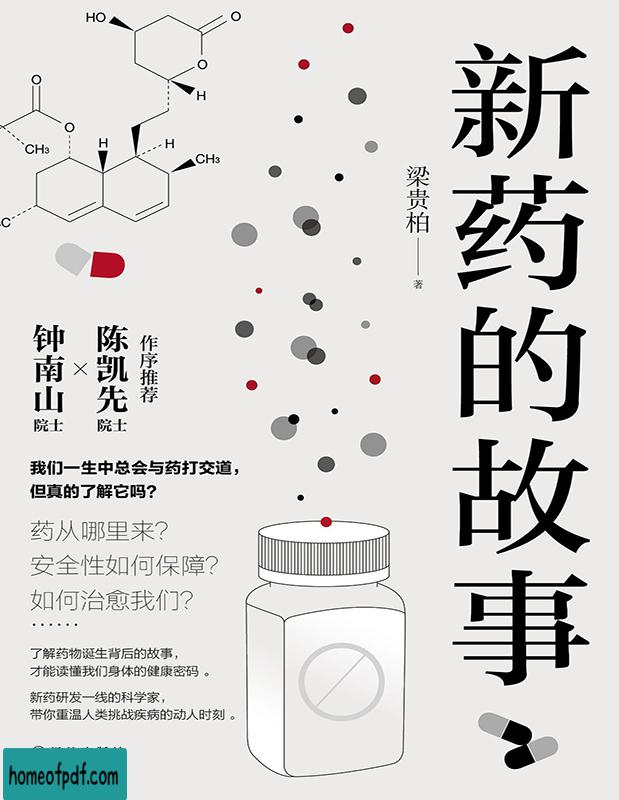 新药的故事
梁贵柏
著
HO
O
O
H
O
O
CH₃
H
H
CH₃
C
作序推荐
陈凯先
院士
×
钟南山
院士
我们一生中总会与药打交道，
但真的了解它吗？
药从哪里来？
安全性如何保障？
如何治愈我们？
……
了解药物诞生背后的故事，
才能读懂我们身体的健康密码。
新药研发一线的科学家，
带你重温人类挑战疾病的动人时刻。
homeofpdf.com